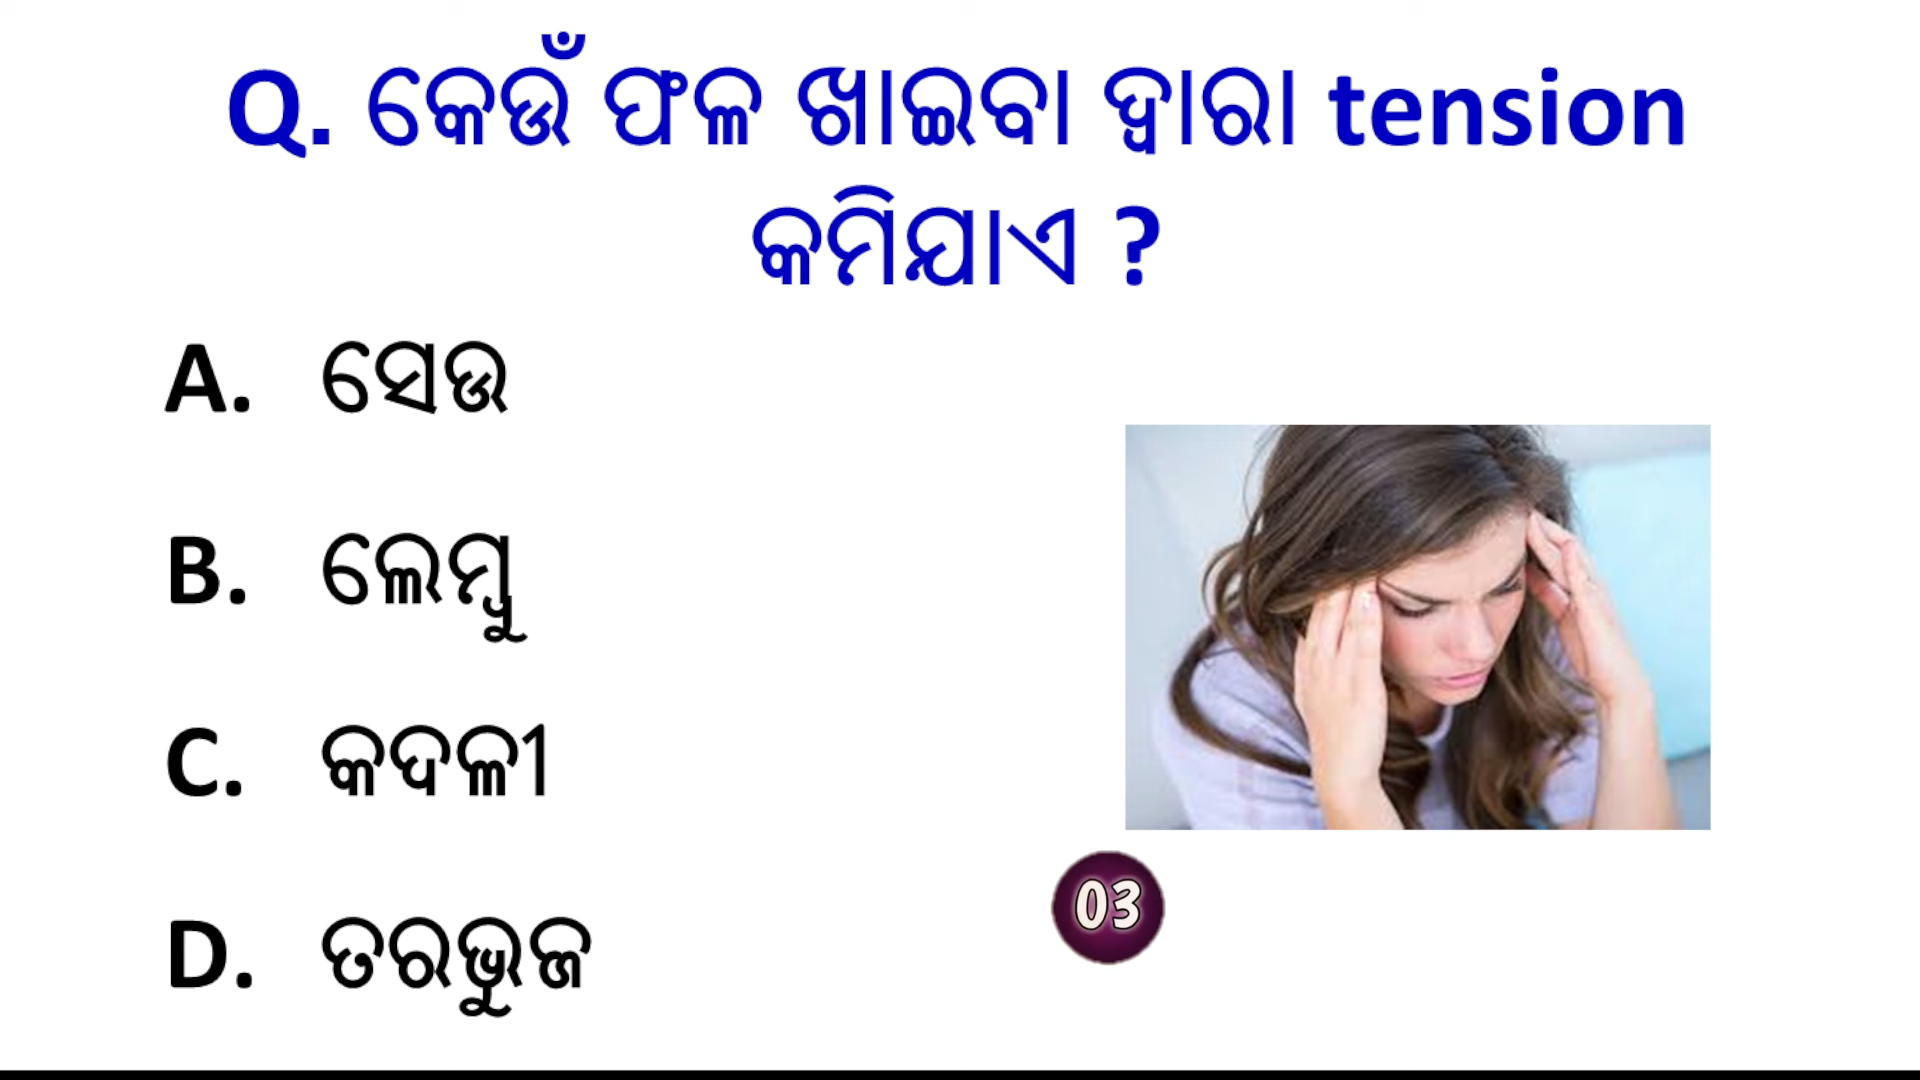 Q. କେଉଁ ଫଳ ଖାଇବା ଦ୍ଵାରା tension
କମିଯାଏ ?
A. ସେଉ
B. ଲେମ୍ବୁ
C. କଦଳୀ
D. ତରଭୁଜ
03